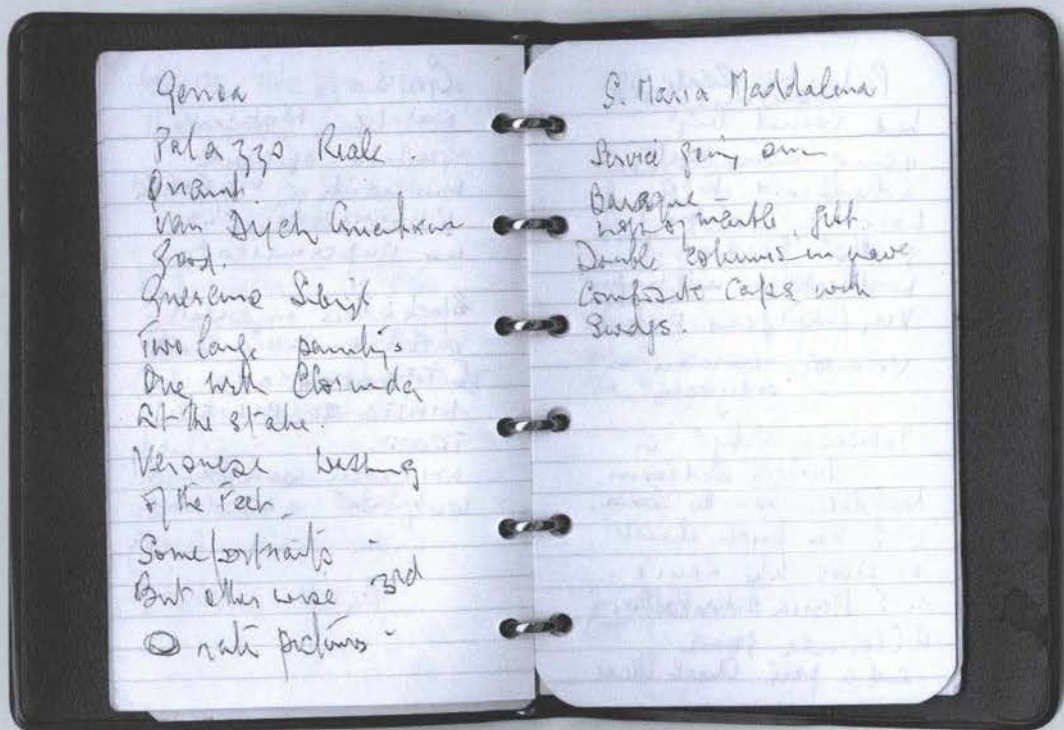 Genoa
Palazzo Reale.
Van Dyck
Good.
Guercino
Two large paintings
One with Clorinda
at the stake.
Veronese washing
of the Feet.
Some portraits -
But otherwise 3rd
rate pictures -
S. Maria Maddalena
Service going on
Baroque -
lots of marble, gilt.
Double columns in nave
Composite Caps with
Swags.